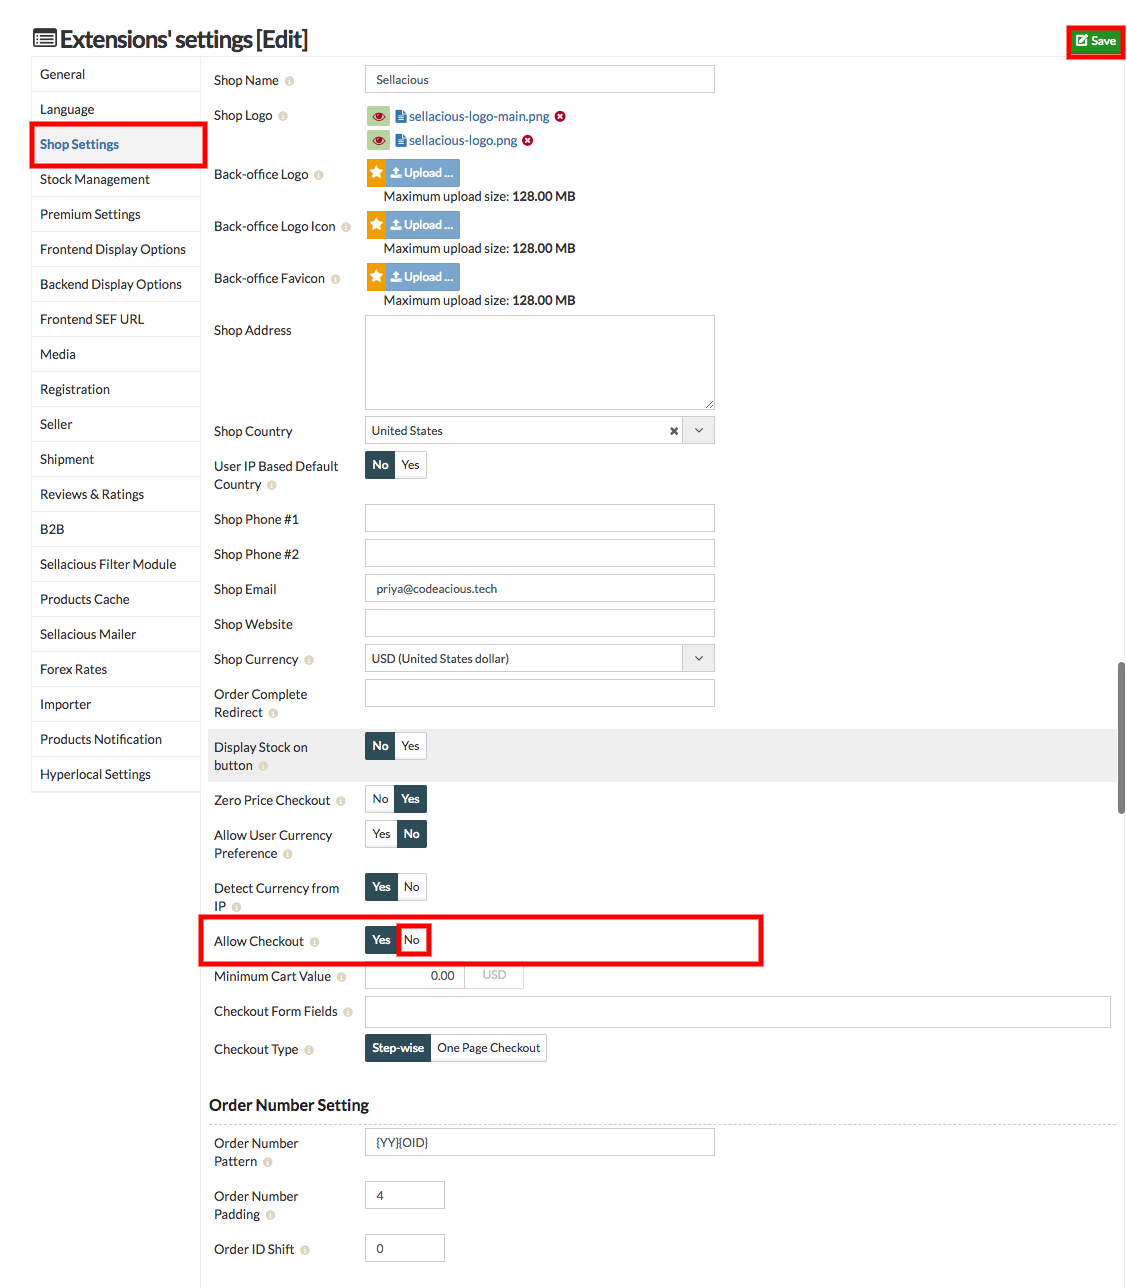 Extensions' settings [Edit]
Save
General
Language
Shop Settings
Stock Management
Premium Settings
Frontend Display Options
Backend Display Options
Frontend SEF URL
Media
Registration
Seller
Shipment
Reviews & Ratings
B2B
Sellacious Filter Module
Products Cache
Sellacious Mailer
Forex Rates
Importer
Products Notification
Hyperlocal Settings
Shop Name Sellacious
Shop Logo sellacious-logo-main.png
sellacious-logo.png
Back-office Logo Upload ...
Maximum upload size: 128.00 MB
Back-office Logo Icon Upload ...
Maximum upload size: 128.00 MB
Back-office Favicon Upload ...
Maximum upload size: 128.00 MB
Shop Address
Shop Country United States
User IP Based Default No Yes
Country
Shop Phone #1
Shop Phone #2
Shop Email priya@codeacious.tech
Shop Website
Shop Currency USD (United States dollar)
Order Complete
Redirect
Display Stock on No Yes
button
Zero Price Checkout No Yes
Allow User Currency Yes No
Preference
Detect Currency from Yes No
IP
Allow Checkout Yes No
Minimum Cart Value 0.00 USD
Checkout Form Fields
Checkout Type Step-wise One Page Checkout
Order Number Setting
Order Number {YY}{OID}
Pattern
Order Number 4
Padding
Order ID Shift 0